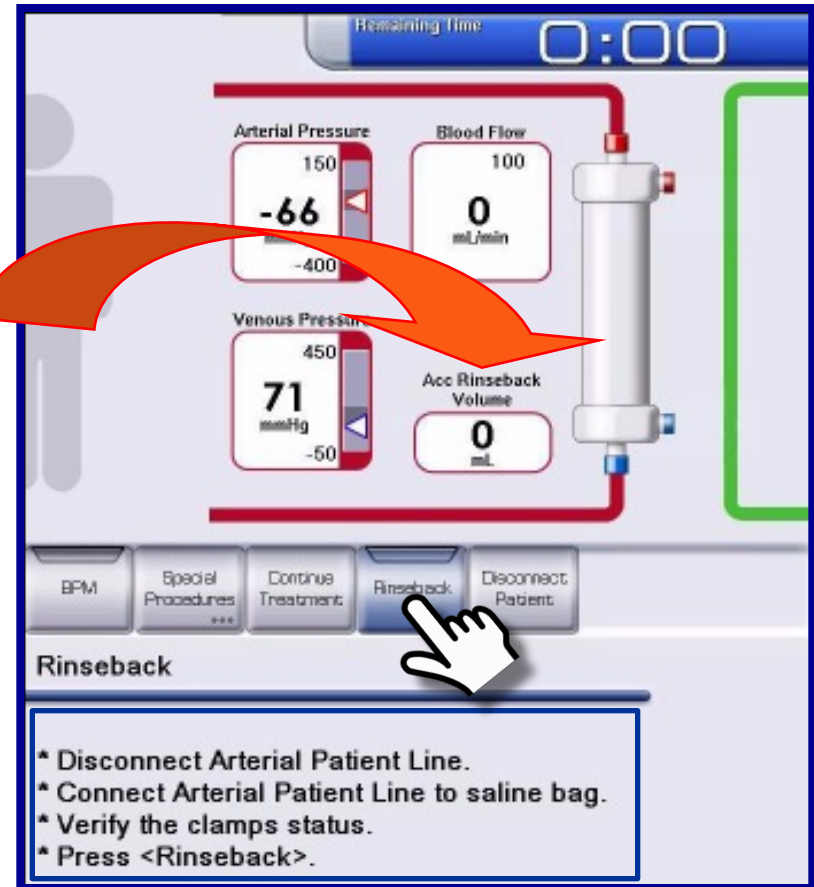 Remaining Time 0:00
Arterial Pressure
150
-66
-400
Blood Flow
100
0
mL/min
Venous Pressure
450
71
mmHg
-50
Acc Rinseback
Volume
0
mL
BPM
Special
Procedures
...
Continue
Treatment
Rinseback
Disconnect
Patient
Rinseback
* Disconnect Arterial Patient Line.
* Connect Arterial Patient Line to saline bag.
* Verify the clamps status.
* Press <Rinseback>.